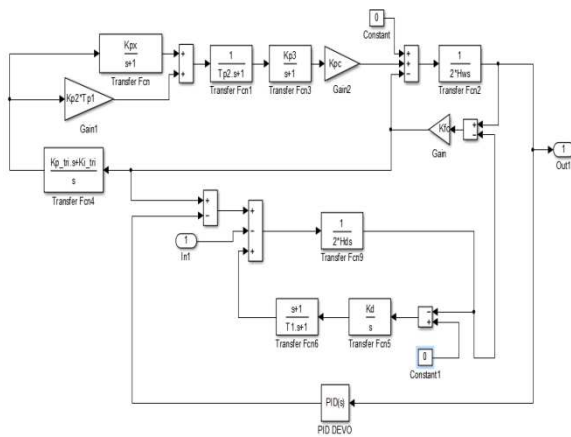 0
Constant
Kpx
s+1
Transfer Fcn
+
+
1
Tp2.s+1
Transfer Fcn1
Kp3
s+1
Transfer Fcn3
Kpc
Gain2
+
+
−
1
2*Hws
Transfer Fcn2
Kp2*Tp1
Gain1
Kfc
Gain
−
+
1
Out1
Kp_tri.s+Ki_tri
s
Transfer Fcn4
+
−
+
−
+
1
In1
1
2*Hds
Transfer Fcn9
s+1
T1.s+1
Transfer Fcn6
Kd
s
Transfer Fcn5
−
+
0
Constant1
PID(s)
PID DEVO